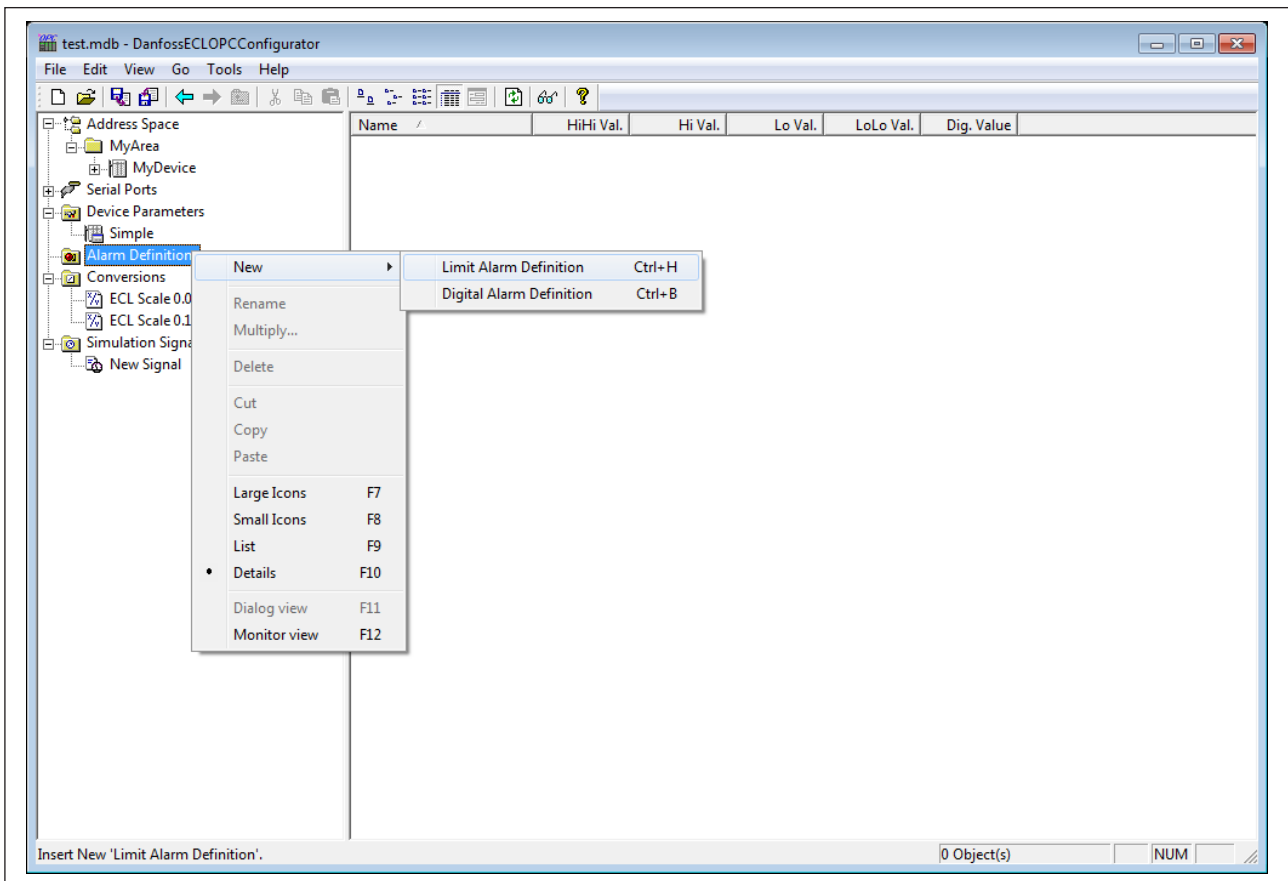 test.mdb - DanfossECLOPCConfigurator
File Edit View Go Tools Help
Name HiHi Val. Hi Val. Lo Val. LoLo Val. Dig. Value
Address Space
MyArea
MyDevice
Serial Ports
Device Parameters
Simple
Alarm Definition
Conversions
ECL Scale 0.0
ECL Scale 0.1
Simulation Signa
New Signal
New
Rename
Multiply...
Delete
Cut
Copy
Paste
Large Icons F7
Small Icons F8
List F9
Details F10
Dialog view F11
Monitor view F12
Limit Alarm Definition Ctrl+H
Digital Alarm Definition Ctrl+B
Insert New 'Limit Alarm Definition'. 0 Object(s) NUM